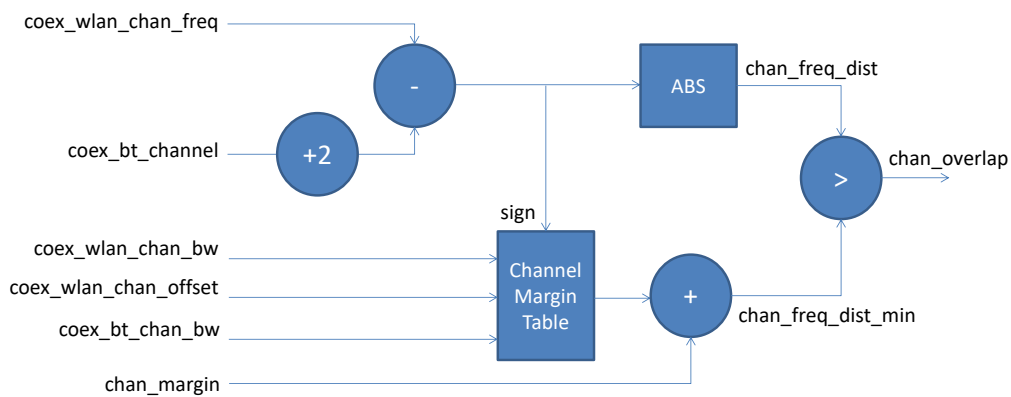 coex_wlan_chan_freq
-
ABS
chan_freq_dist
coex_bt_channel
+2
>
chan_overlap
sign
coex_wlan_chan_bw
coex_wlan_chan_offset
coex_bt_chan_bw
Channel
Margin
Table
+
chan_freq_dist_min
chan_margin